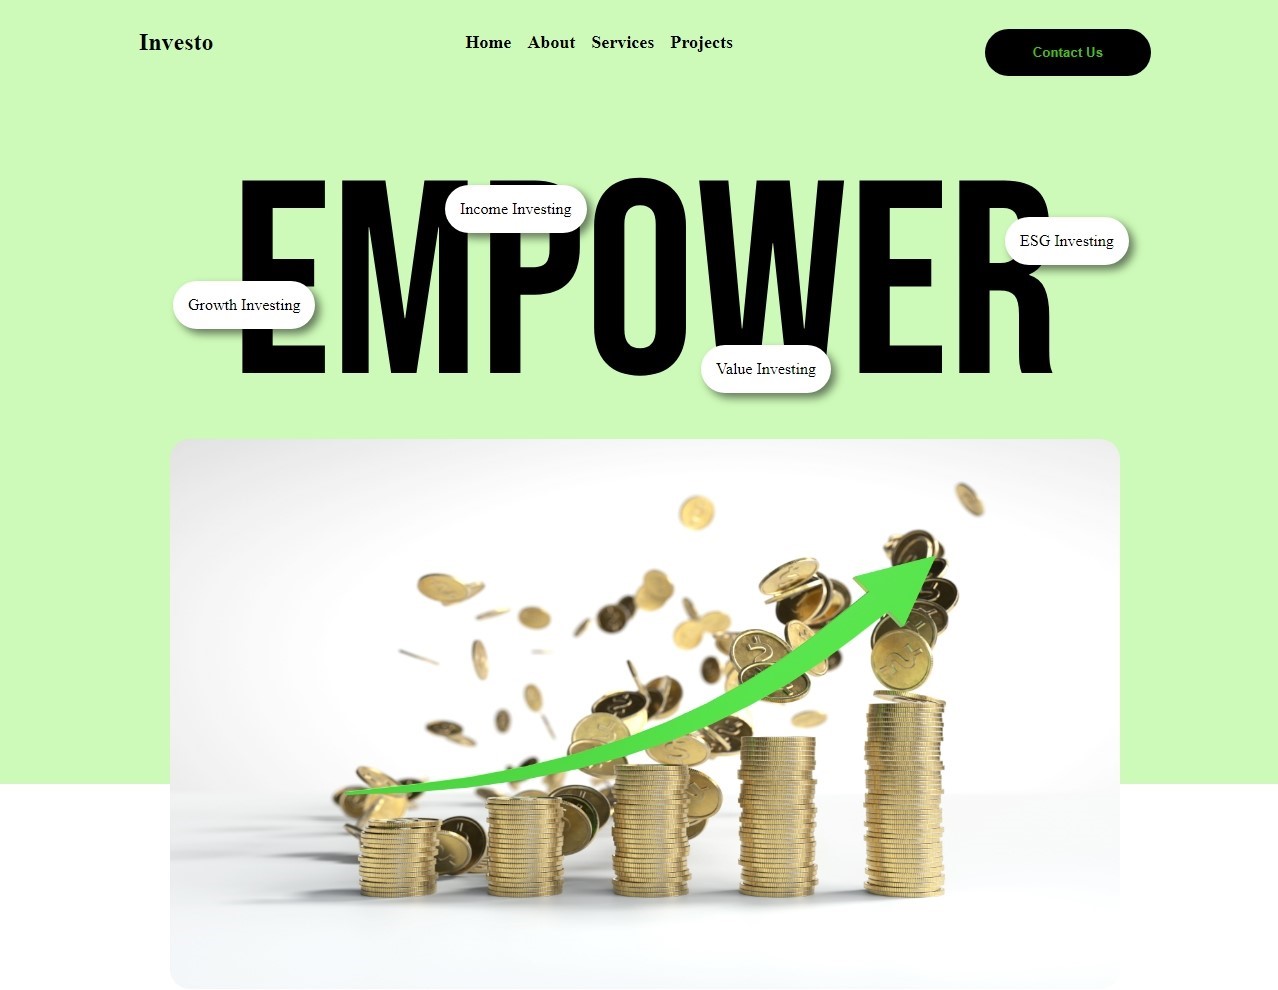 Investo
Home About Services Projects
Contact Us
EMPOWER
Income Investing
ESG Investing
Growth Investing
Value Investing